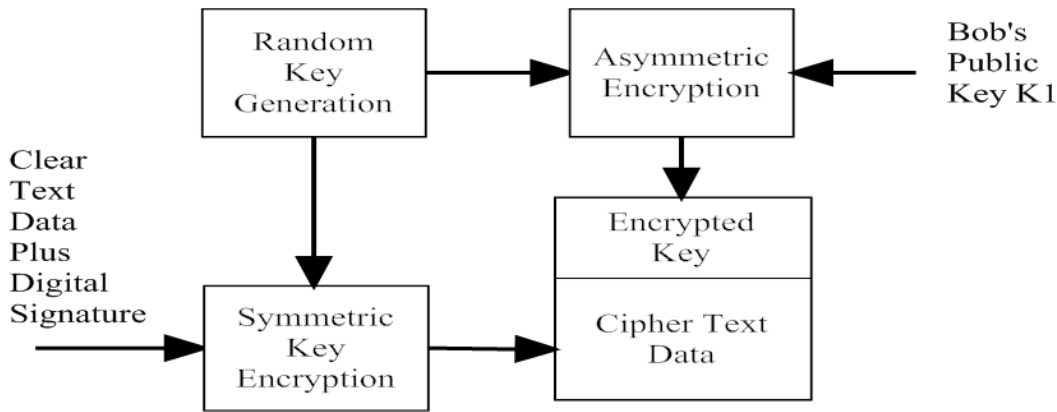 Random
Key
Generation
Asymmetric
Encryption
Bob's
Public
Key K1
Clear
Text
Data
Plus
Digital
Signature
Encrypted
Key
Symmetric
Key
Encryption
Cipher Text
Data